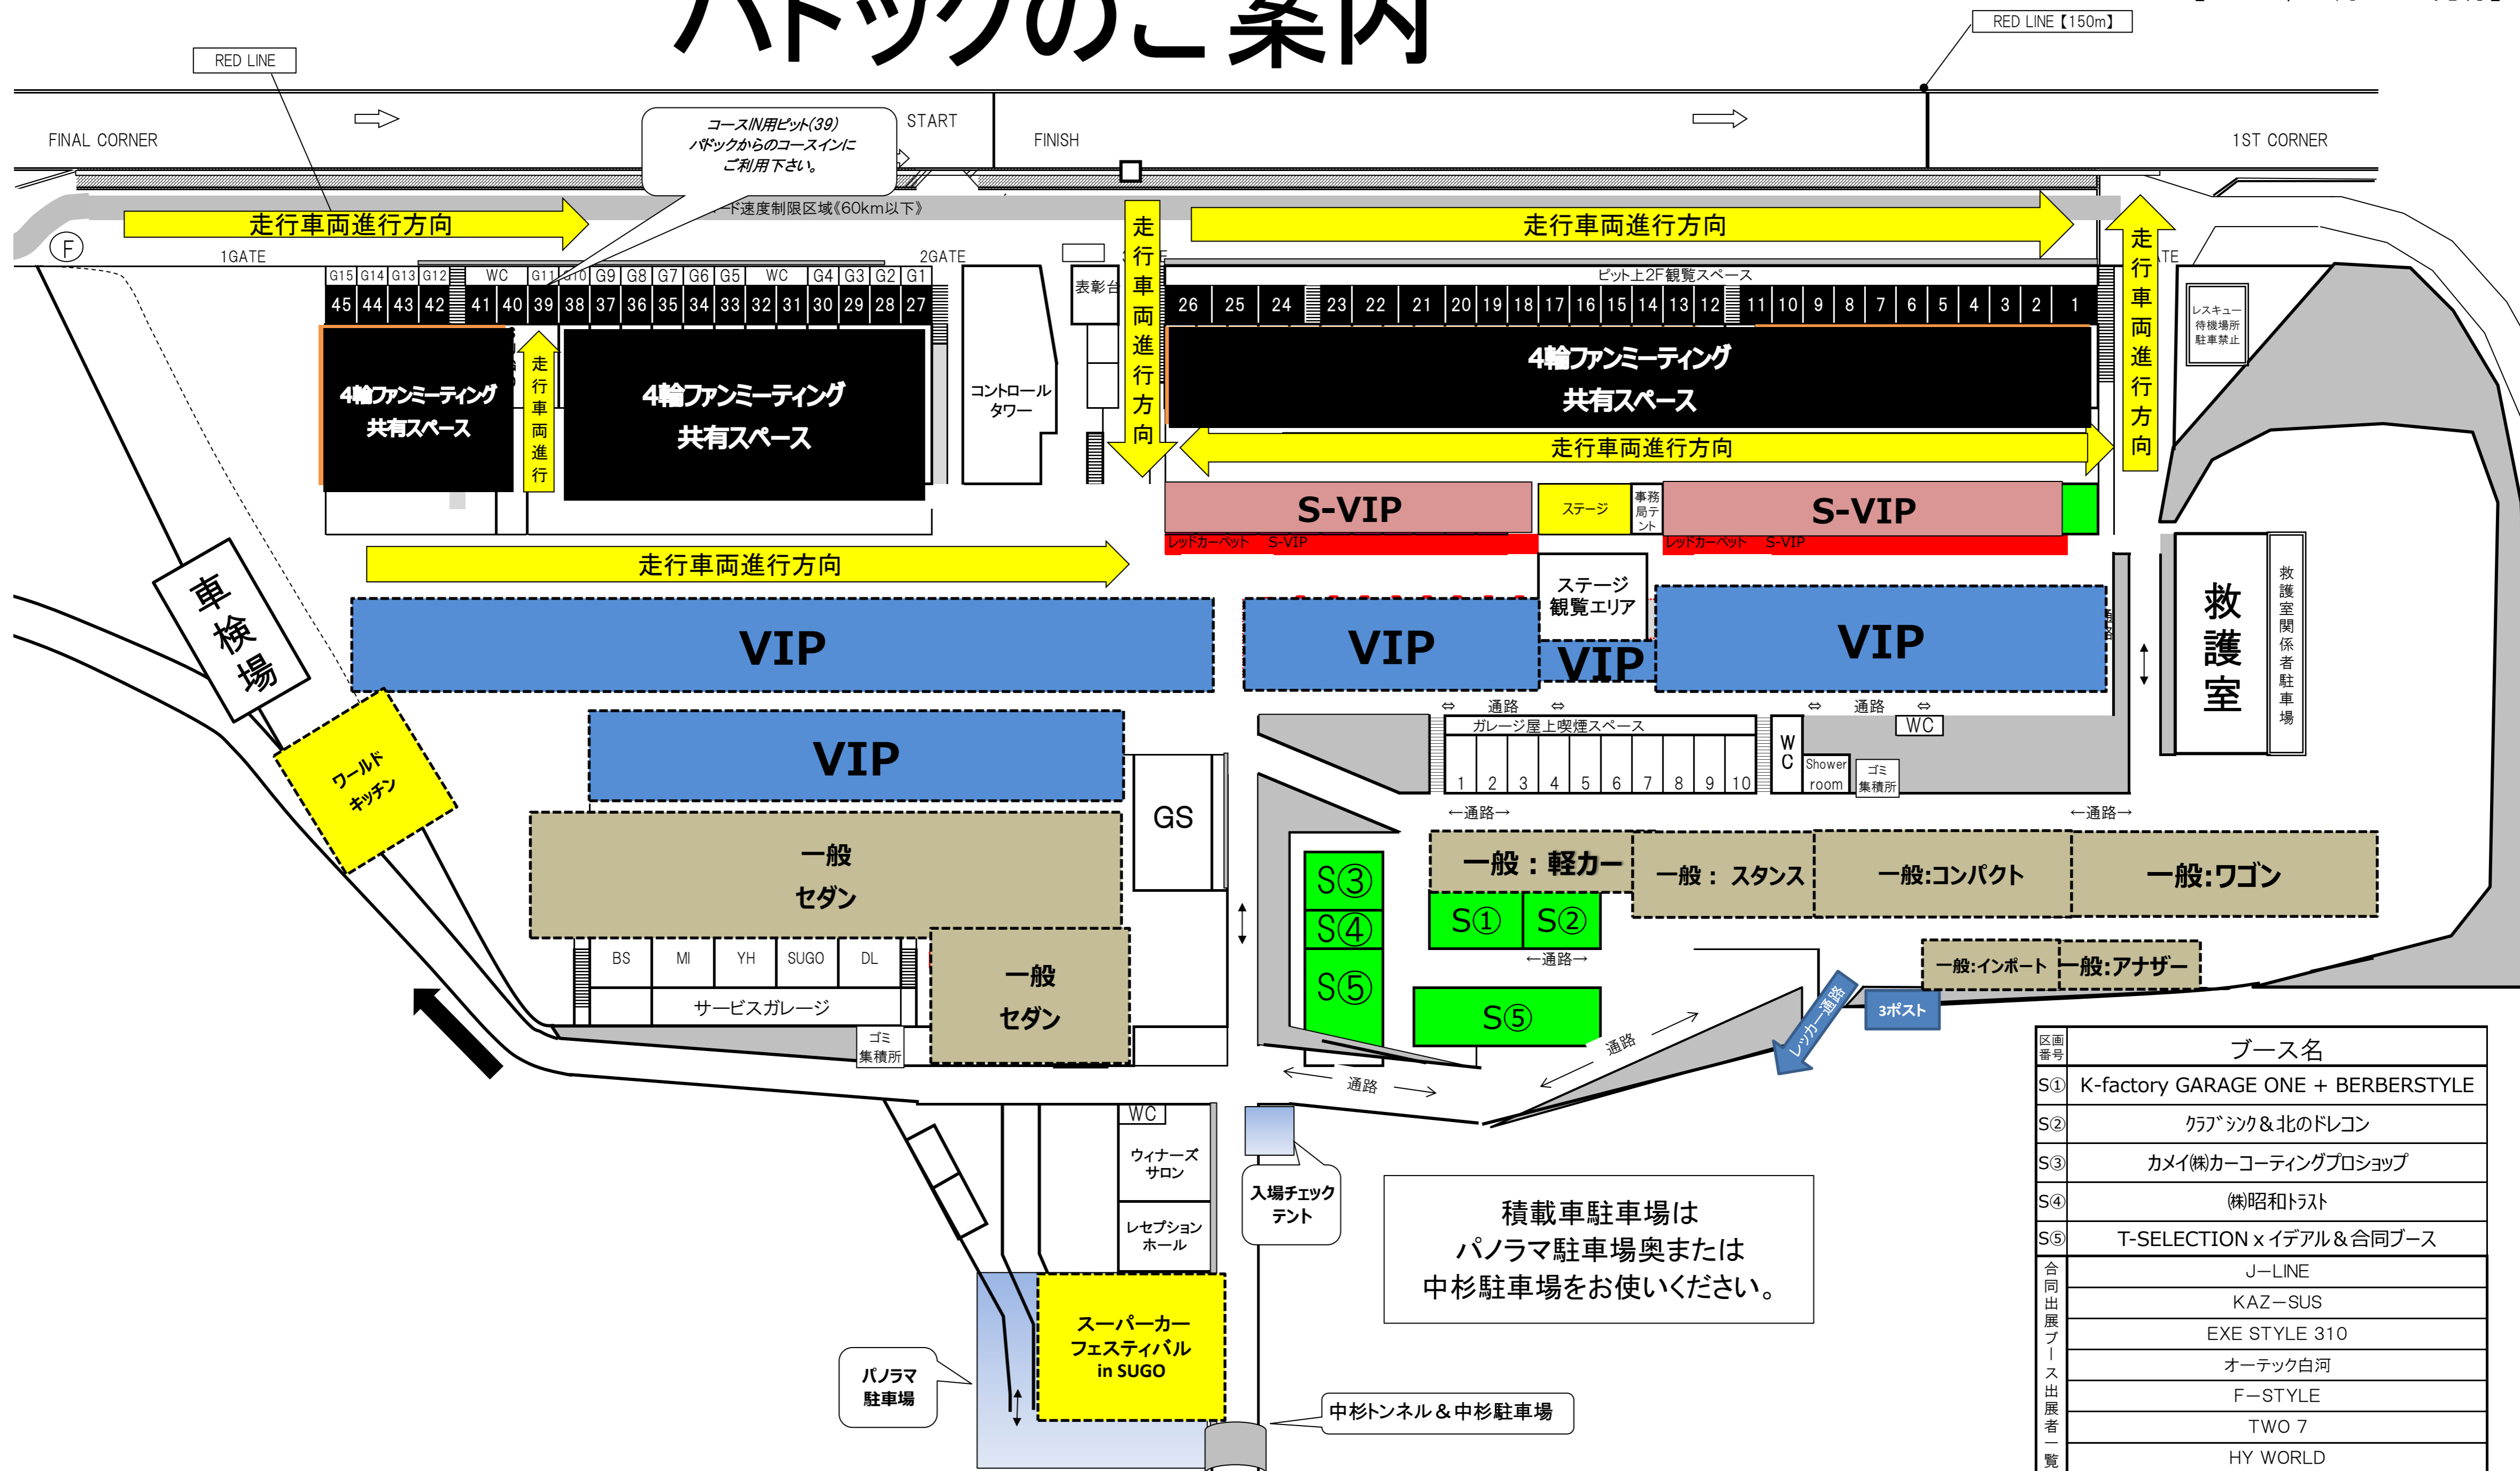 パドックのご案内
RED LINE【150m】
RED LINE
コースIN用ピット(39)
パドックからのコースインに
ご利用下さい。
START
FINISH
FINAL CORNER
1ST CORNER
ード速度制限区域《60km以下》
走行車両進行方向
走行車両進行方向
走行車両進行方向
走行車両進行方向
F
1GATE
2GATE
G15 G14 G13 G12 WC G11 G10 G9 G8 G7 G6 G5 WC G4 G3 G2 G1
45 44 43 42 41 40 39 38 37 36 35 34 33 32 31 30 29 28 27
表彰台
ピット上2F観覧スペース
26 25 24 23 22 21 20 19 18 17 16 15 14 13 12 11 10 9 8 7 6 5 4 3 2 1
レスキュー
待機場所
駐車禁止
4輪ファンミーティング
共有スペース
走行車両進行
4輪ファンミーティング
共有スペース
コントロール
タワー
4輪ファンミーティング
共有スペース
走行車両進行方向
S-VIP
ステージ
事務
局テ
ント
S-VIP
レッドカーペット S-VIP
レッドカーペット S-VIP
走行車両進行方向
車検場
ステージ
観覧エリア
救護室
救護室関係者駐車場
VIP
VIP
VIP
VIP
通路
⇔ 通路 ⇔
⇔ 通路 ⇔
VIP
ガレージ屋上喫煙スペース
1 2 3 4 5 6 7 8 9 10
WC
WC
Shower
room
ゴミ
集積所
ワールド
キッチン
GS
←通路→
←通路→
一般
セダン
S③
S④
S⑤
一般：軽カー
一般：スタンス
一般:コンパクト
一般:ワゴン
S①
S②
←通路→
一般:インポート
一般:アナザー
BS MI YH SUGO DL
サービスガレージ
ゴミ
集積所
一般
セダン
S⑤
通路
通路
レッカー通路
3ポスト
WC
ウィナーズ
サロン
レセプション
ホール
入場チェック
テント
積載車駐車場は
パノラマ駐車場奥または
中杉駐車場をお使いください。
スーパーカー
フェスティバル
in SUGO
パノラマ
駐車場
中杉トンネル＆中杉駐車場
区画
番号
ブース名
S① K-factory GARAGE ONE + BERBERSTYLE
S② クラブシンク＆北のドレコン
S③ カメイ㈱カーコーティングプロショップ
S④ ㈱昭和トラスト
S⑤ T-SELECTION x イデアル＆合同ブース
合同出展ブース出展者一覧
J－LINE
KAZ－SUS
EXE STYLE 310
オーテック白河
F－STYLE
TWO 7
HY WORLD